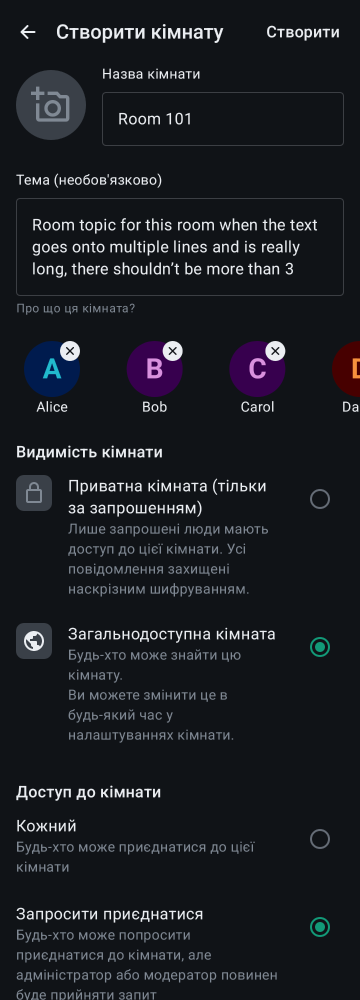 Створити кімнату
Створити
Назва кімнати
Room 101
Тема (необов'язково)
Room topic for this room when the text
goes onto multiple lines and is really
long, there shouldn’t be more than 3
Про що ця кімната?
A
B
C
Alice
Bob
Carol
Da
Видимість кімнати
Приватна кімната (тільки
за запрошенням)
Лише запрошені люди мають
доступ до цієї кімнати. Усі
повідомлення захищені
наскрізним шифруванням.
Загальнодоступна кімната
Будь-хто може знайти цю
кімнату.
Ви можете змінити це в
будь-який час у
налаштуваннях кімнати.
Доступ до кімнати
Кожний
Будь-хто може приєднатися до цієї
кімнати
Запросити приєднатися
Будь-хто може попросити
приєднатися до кімнати, але
адміністратор або модератор повинен
буде прийняти запит